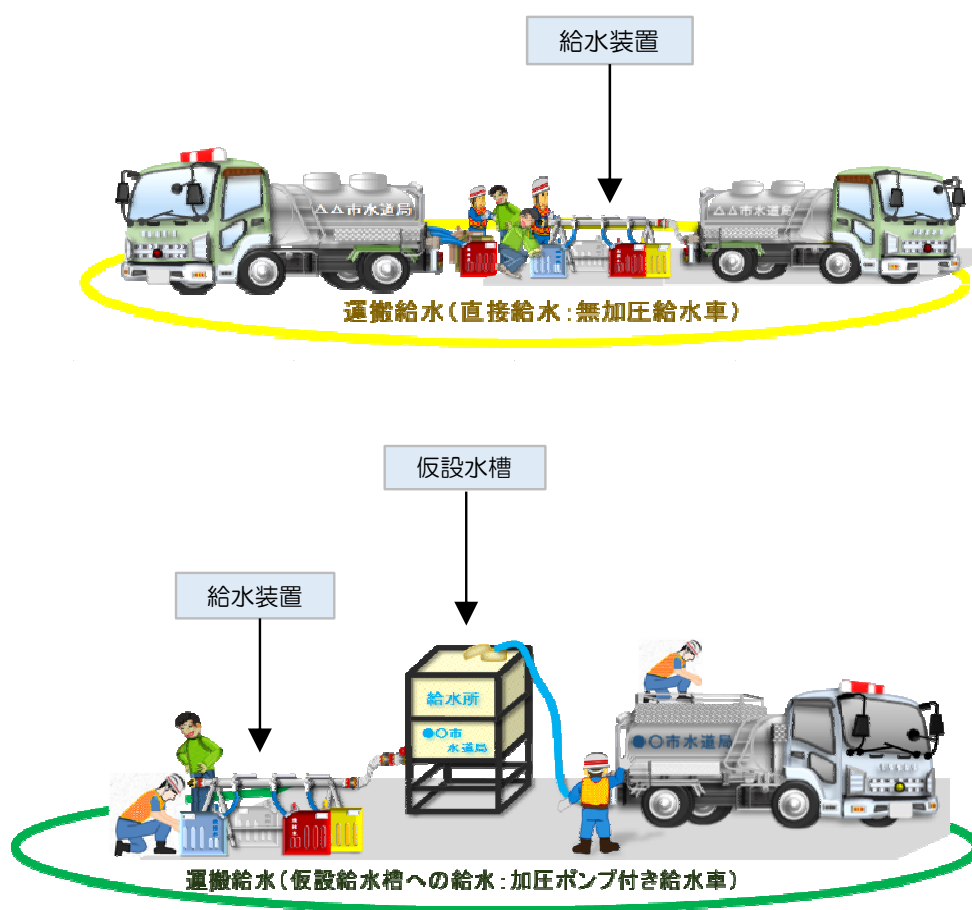 給水装置
△△市水道局
△△市水道局
運搬給水(直接給水:無加圧給水車)
仮設水槽
給水装置
給水所
●〇市
水道局
●〇市水道局
運搬給水(仮設給水槽への給水:加圧ポンプ付き給水車)